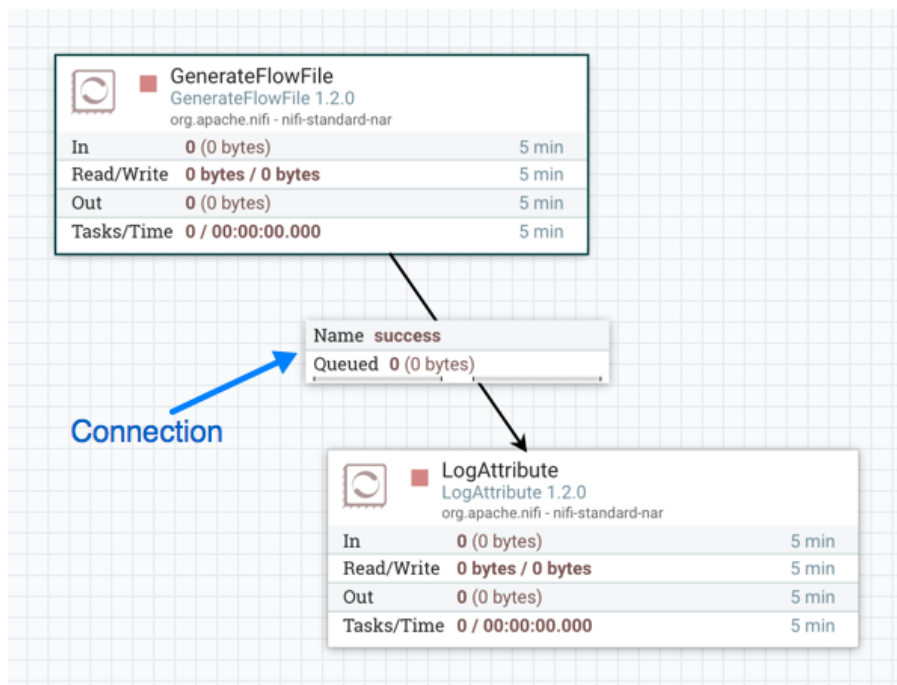 GenerateFlowFile
GenerateFlowFile 1.2.0
org.apache.nifi - nifi-standard-nar
In 0 (0 bytes) 5 min
Read/Write 0 bytes / 0 bytes 5 min
Out 0 (0 bytes) 5 min
Tasks/Time 0 / 00:00:00.000 5 min
Name success
Queued 0 (0 bytes)
Connection
LogAttribute
LogAttribute 1.2.0
org.apache.nifi - nifi-standard-nar
In 0 (0 bytes) 5 min
Read/Write 0 bytes / 0 bytes 5 min
Out 0 (0 bytes) 5 min
Tasks/Time 0 / 00:00:00.000 5 min